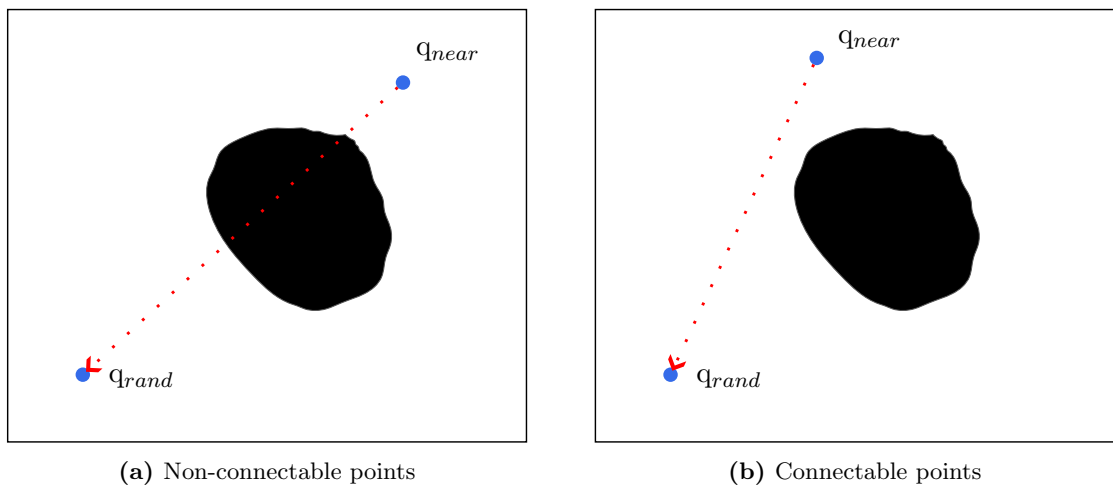 q_near
q_rand
(a) Non-connectable points
q_near
q_rand
(b) Connectable points